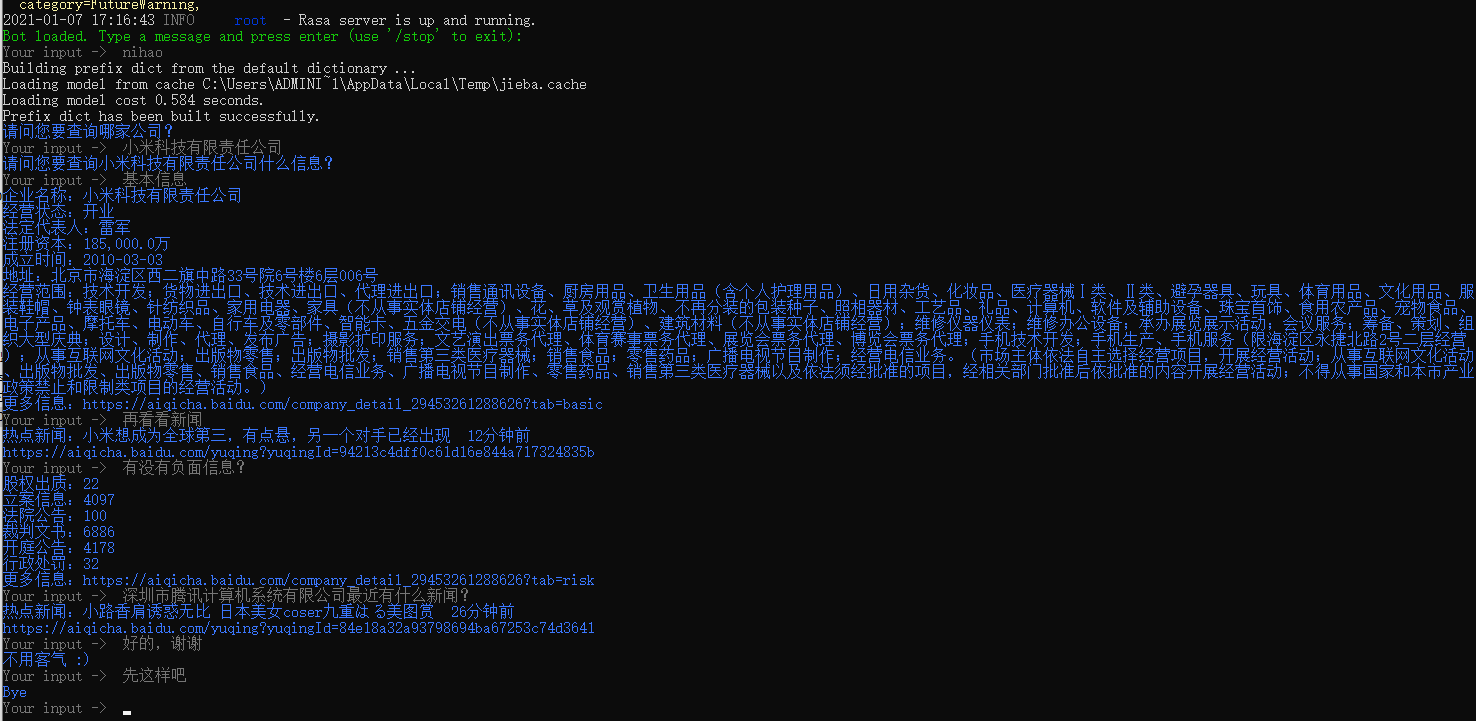 category=FutureWarning,
2021-01-07 17:16:43 INFO     root  - Rasa server is up and running.
Bot loaded. Type a message and press enter (use '/stop' to exit):
Your input ->  nihao
Building prefix dict from the default dictionary ...
Loading model from cache C:\Users\ADMINI~1\AppData\Local\Temp\jieba.cache
Loading model cost 0.584 seconds.
Prefix dict has been built successfully.
请问您要查询哪家公司？
Your input ->  小米科技有限责任公司
请问您要查询小米科技有限责任公司什么信息？
Your input ->  基本信息
企业名称：小米科技有限责任公司
经营状态：开业
法定代表人：雷军
注册资本：185,000.0万
成立时间：2010-03-03
地址：北京市海淀区西二旗中路33号院6号楼6层006号
经营范围：技术开发；货物进出口、技术进出口、代理进出口；销售通讯设备、厨房用品、卫生用品（含个人护理用品）、日用杂货、化妆品、医疗器械Ⅰ类、Ⅱ类、避孕器具、玩具、体育用品、文化用品、服
装鞋帽、钟表眼镜、针纺织品、家用电器、家具（不从事实体店铺经营）、花、草及观赏植物、不再分装的包装种子、照相器材、工艺品、礼品、计算机、软件及辅助设备、珠宝首饰、食用农产品、宠物食品、
电子产品、摩托车、电动车、自行车及零部件、智能卡、五金交电（不从事实体店铺经营）、建筑材料（不从事实体店铺经营）；维修仪器仪表；维修办公设备；承办展览展示活动；会议服务；筹备、策划、组
织大型庆典；设计、制作、代理、发布广告；摄影扩印服务；文艺演出票务代理、体育赛事票务代理、展览会票务代理、博览会票务代理；手机技术开发；手机生产、手机服务（限海淀区永捷北路2号二层经营
）；从事互联网文化活动；出版物零售；出版物批发；销售第三类医疗器械；销售食品；零售药品；广播电视节目制作；经营电信业务。（市场主体依法自主选择经营项目，开展经营活动；从事互联网文化活动
、出版物批发、出版物零售、销售食品、经营电信业务、广播电视节目制作、零售药品、销售第三类医疗器械以及依法须经批准的项目，经相关部门批准后依批准的内容开展经营活动；不得从事国家和本市产业
政策禁止和限制类项目的经营活动。）
更多信息：https://aiqicha.baidu.com/company_detail_29453261288626?tab=basic
Your input ->  再看看新闻
热点新闻：小米想成为全球第三，有点悬，另一个对手已经出现  12分钟前
https://aiqicha.baidu.com/yuqing?yuqingId=94213c4dff0c61d16e844a717324835b
Your input ->  有没有负面信息？
股权出质：22
立案信息：4097
法院公告：100
裁判文书：6886
开庭公告：4178
行政处罚：32
更多信息：https://aiqicha.baidu.com/company_detail_29453261288626?tab=risk
Your input ->  深圳市腾讯计算机系统有限公司最近有什么新闻？
热点新闻：小路香肩诱惑无比 日本美女coser九重はる美图赏  26分钟前
https://aiqicha.baidu.com/yuqing?yuqingId=84e18a32a93798694ba67253c74d3641
Your input ->  好的，谢谢
不用客气 :)
Your input ->  先这样吧
Bye
Your input ->